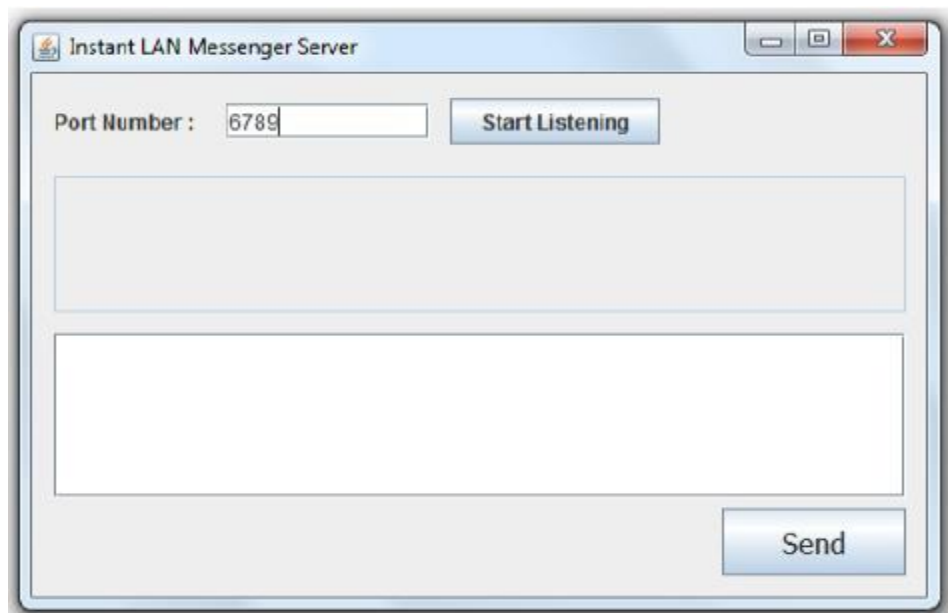 Instant LAN Messenger Server
Port Number : 6789 Start Listening
Send